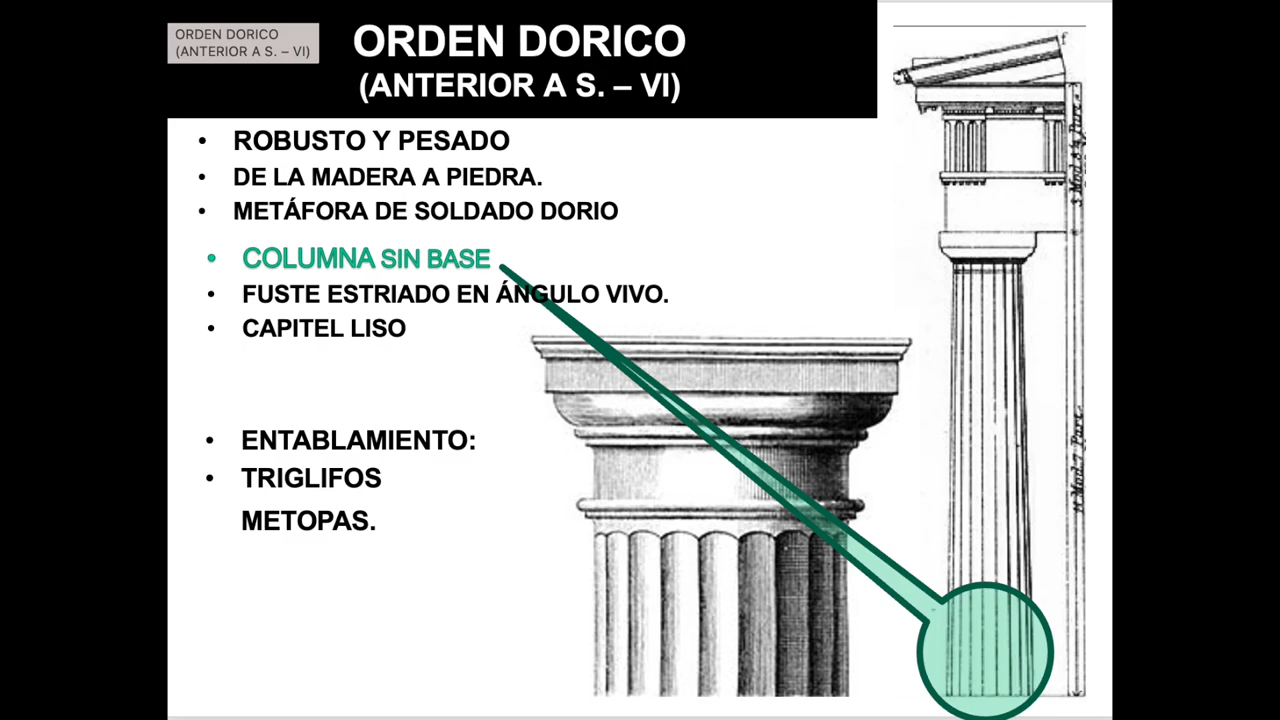 ORDEN DORICO
(ANTERIOR A S. – VI)
ORDEN DORICO
(ANTERIOR A S. – VI)
• ROBUSTO Y PESADO
• DE LA MADERA A PIEDRA.
• METÁFORA DE SOLDADO DORIO
• COLUMNA SIN BASE
• FUSTE ESTRIADO EN ÁNGULO VIVO.
• CAPITEL LISO
• ENTABLAMIENTO:
• TRIGLIFOS
METOPAS.
f